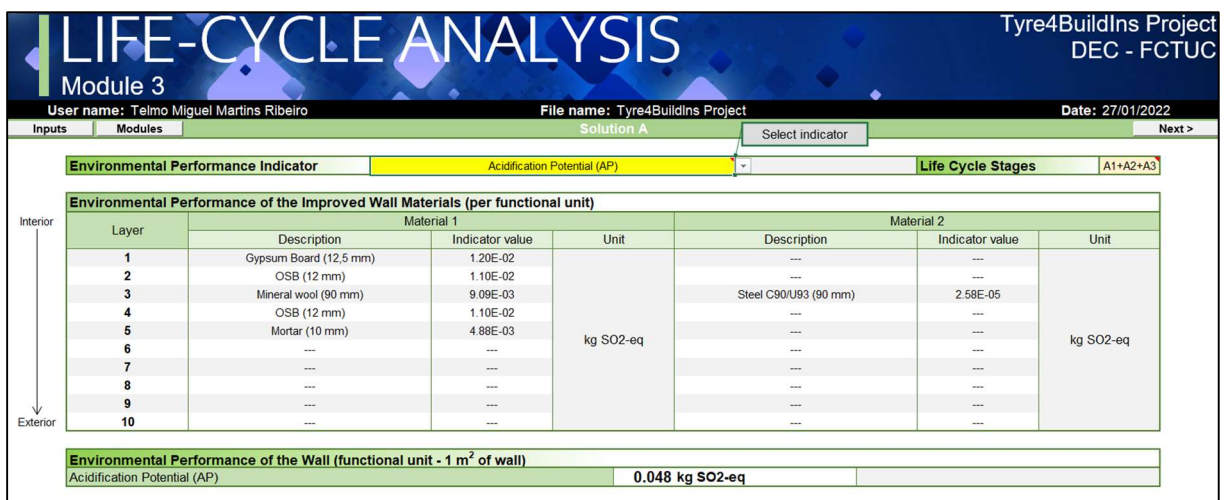 LIFE-CYCLE ANALYSIS
Module 3
Tyre4BuildIns Project
DEC - FCTUC
User name: Telmo Miguel Martins Ribeiro File name: Tyre4BuildIns Project Date: 27/01/2022
Inputs Modules Solution A Next >
Select indicator
Environmental Performance Indicator Acidification Potential (AP) Life Cycle Stages A1+A2+A3
Environmental Performance of the Improved Wall Materials (per functional unit)
Interior Layer Material 1 Material 2
Description Indicator value Unit Description Indicator value Unit
1 Gypsum Board (12,5 mm) 1.20E-02 --- ---
2 OSB (12 mm) 1.10E-02 --- ---
3 Mineral wool (90 mm) 9.09E-03 Steel C90/U93 (90 mm) 2.58E-05
4 OSB (12 mm) 1.10E-02 --- ---
5 Mortar (10 mm) 4.88E-03 --- ---
kg SO2-eq kg SO2-eq
6 --- --- --- ---
7 --- --- --- ---
8 --- --- --- ---
9 --- --- --- ---
Exterior 10 --- --- --- ---
Environmental Performance of the Wall (functional unit - 1 m² of wall)
Acidification Potential (AP) 0.048 kg SO2-eq